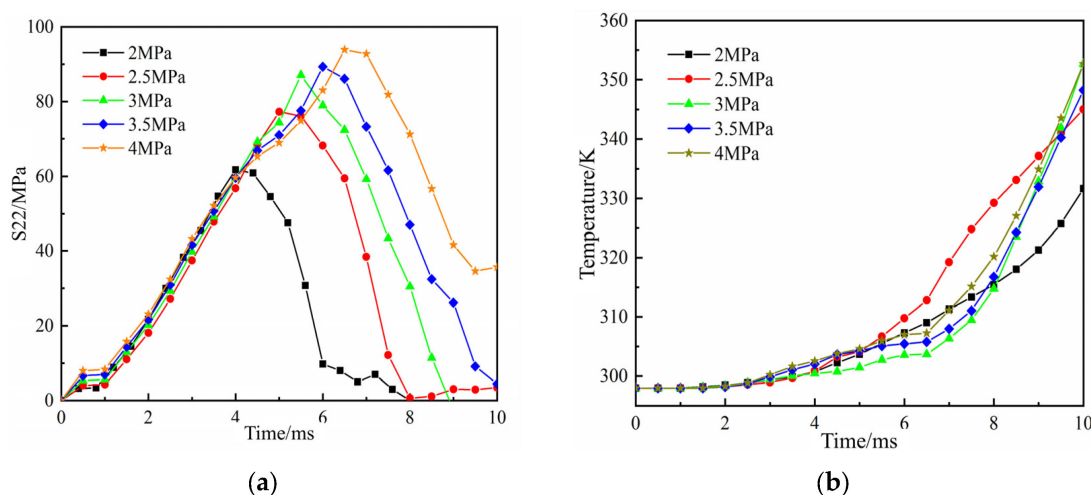 100
80
60
40
20
0
S22/MPa
2MPa
2.5MPa
3MPa
3.5MPa
4MPa
0 2 4 6 8 10
Time/ms
(a)
360
350
340
330
320
310
300
Temperature/K
2MPa
2.5MPa
3MPa
3.5MPa
4MPa
0 2 4 6 8 10
Time/ms
(b)